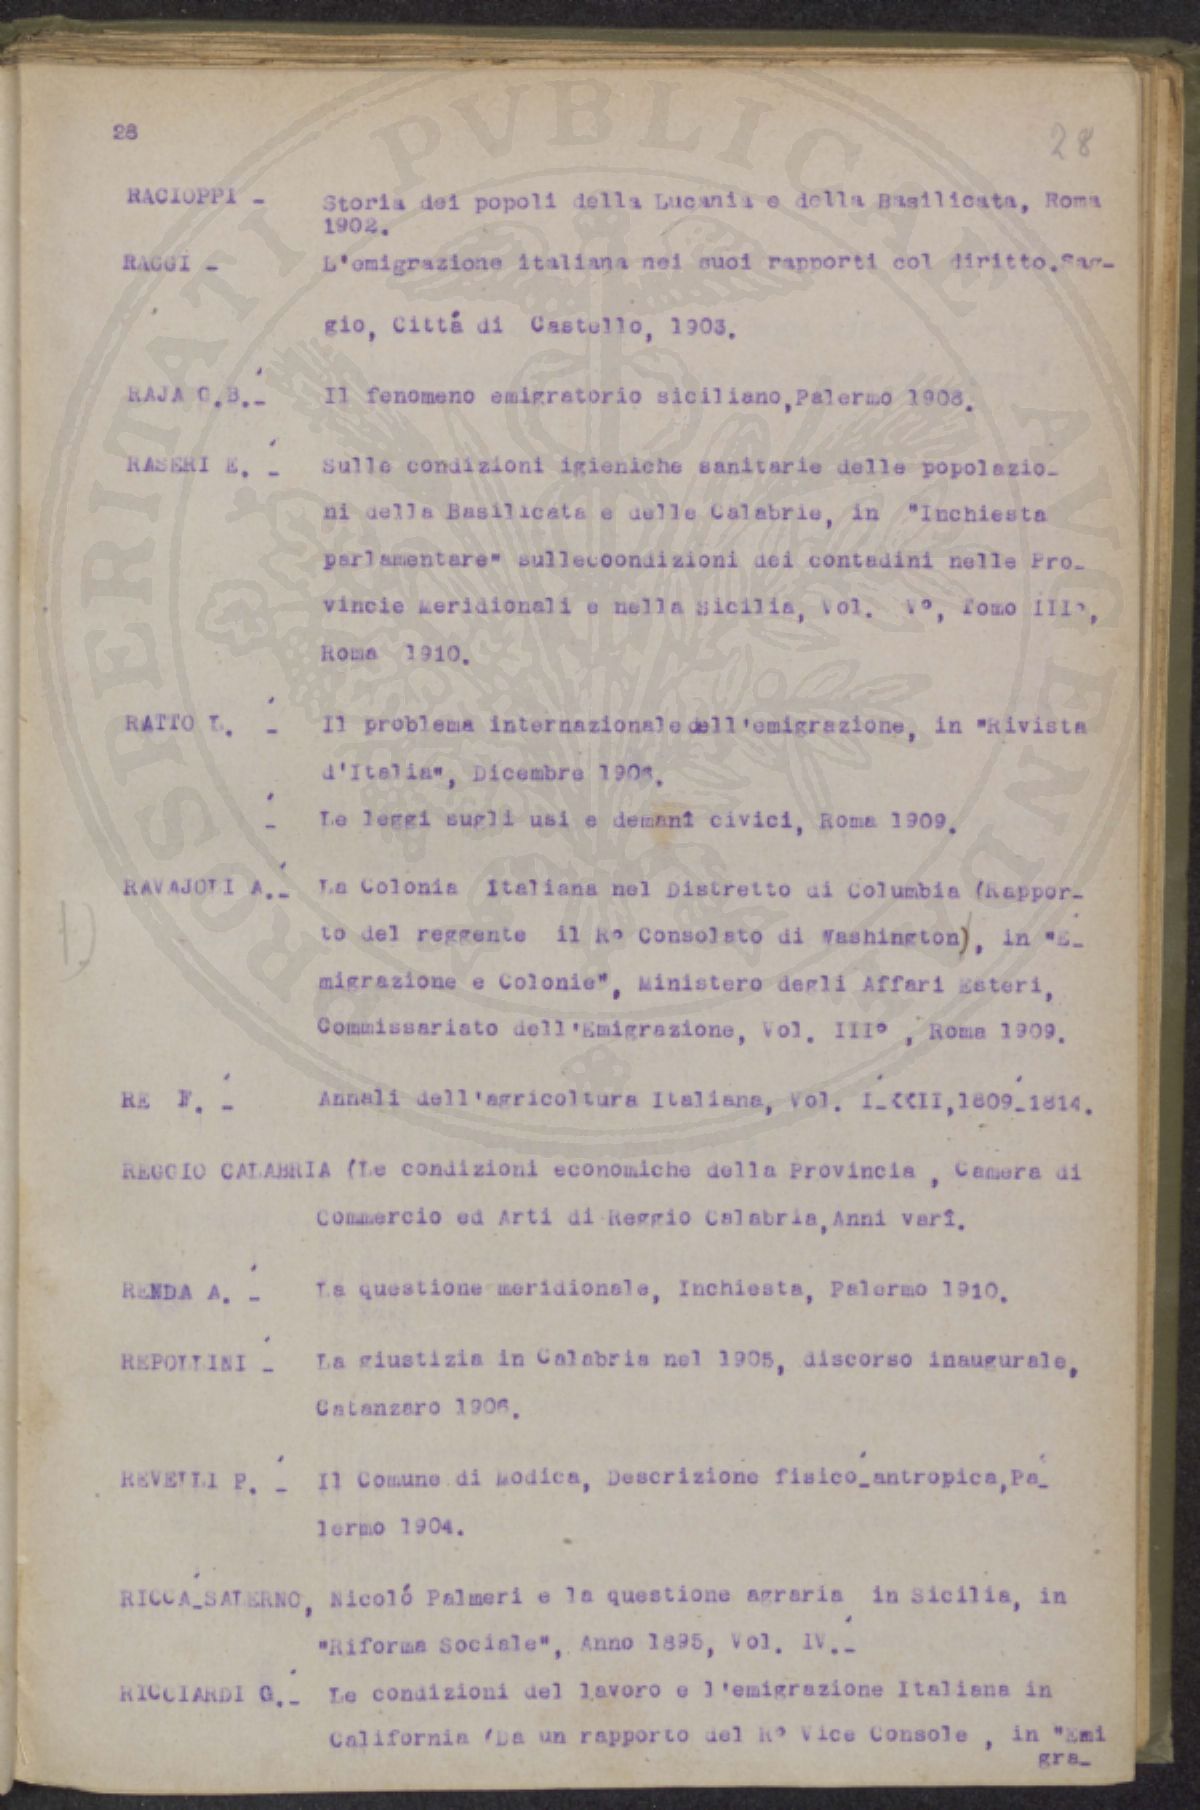 28
28
RACIOPPI - Storia dei popoli della Lucania e della Basilicata, Roma
1902.
RAGGI - L'emigrazione italiana nei suoi rapporti col diritto.Sag-
gio, Cittá di Castello, 1903.
RAJA G.B.- Il fenomeno emigratorio siciliano,Palermo 1908.
RASERI E. - Sulle condizioni igieniche sanitarie delle popolazio-
ni della Basilicata e delle Calabrie, in "Inchiesta
parlamentare" sullecoondizioni dei contadini nelle Pro-
vincie Meridionali e nella Sicilia, Vol. V°, Tomo III°,
Roma 1910.
RATTO L. - Il problema internazionale dell'emigrazione, in "Rivista
d'Italia", Dicembre 1906.
- Le leggi sugli usi e demanî civici, Roma 1909.
RAVAJOLI A.- La Colonia Italiana nel Distretto di Columbia (Rappor-
1)
to del reggente il R° Consolato di Washington), in "E-
migrazione e Colonie", Ministero degli Affari Esteri,
Commissariato dell'Emigrazione, Vol. III° , Roma 1909.
RE F. - Annali dell'agricoltura Italiana, Vol. I-XXII,1809-1814.
REGGIO CALABRIA (Le condizioni economiche della Provincia , Camera di
Commercio ed Arti di Reggio Calabria,Anni varî.
RENDA A. - La questione meridionale, Inchiesta, Palermo 1910.
REPOLLINI - La giustizia in Calabria nel 1905, discorso inaugurale,
Catanzaro 1906.
REVELLI P. - Il Comune di Modica, Descrizione fisico-antropica,Pa-
lermo 1904.
RICCA-SALERNO, Nicoló Palmeri e la questione agraria in Sicilia, in
"Riforma Sociale", Anno 1895, Vol. IV.-
RICCIARDI G.- Le condizioni del lavoro e l'emigrazione Italiana in
California (Da un rapporto del R° Vice Console , in "Emi
gra-
PROSPERITATI PVBLICAE AVGENDAE